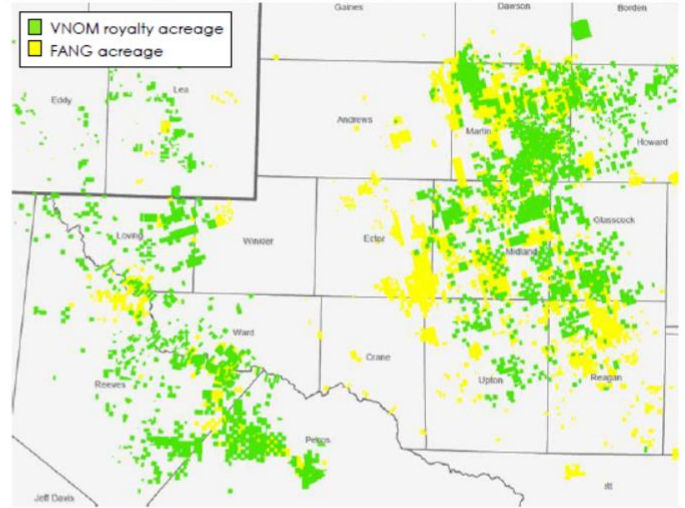 VNOM royalty acreage
FANG acreage
Gaines
Dawson
Borden
Eddy
Lea
Andrews
Martin
Howard
Loving
Winkler
Ector
Midland
Glasscock
Ward
Crane
Reeves
Upton
Reagan
Pecos
Jeff Davis